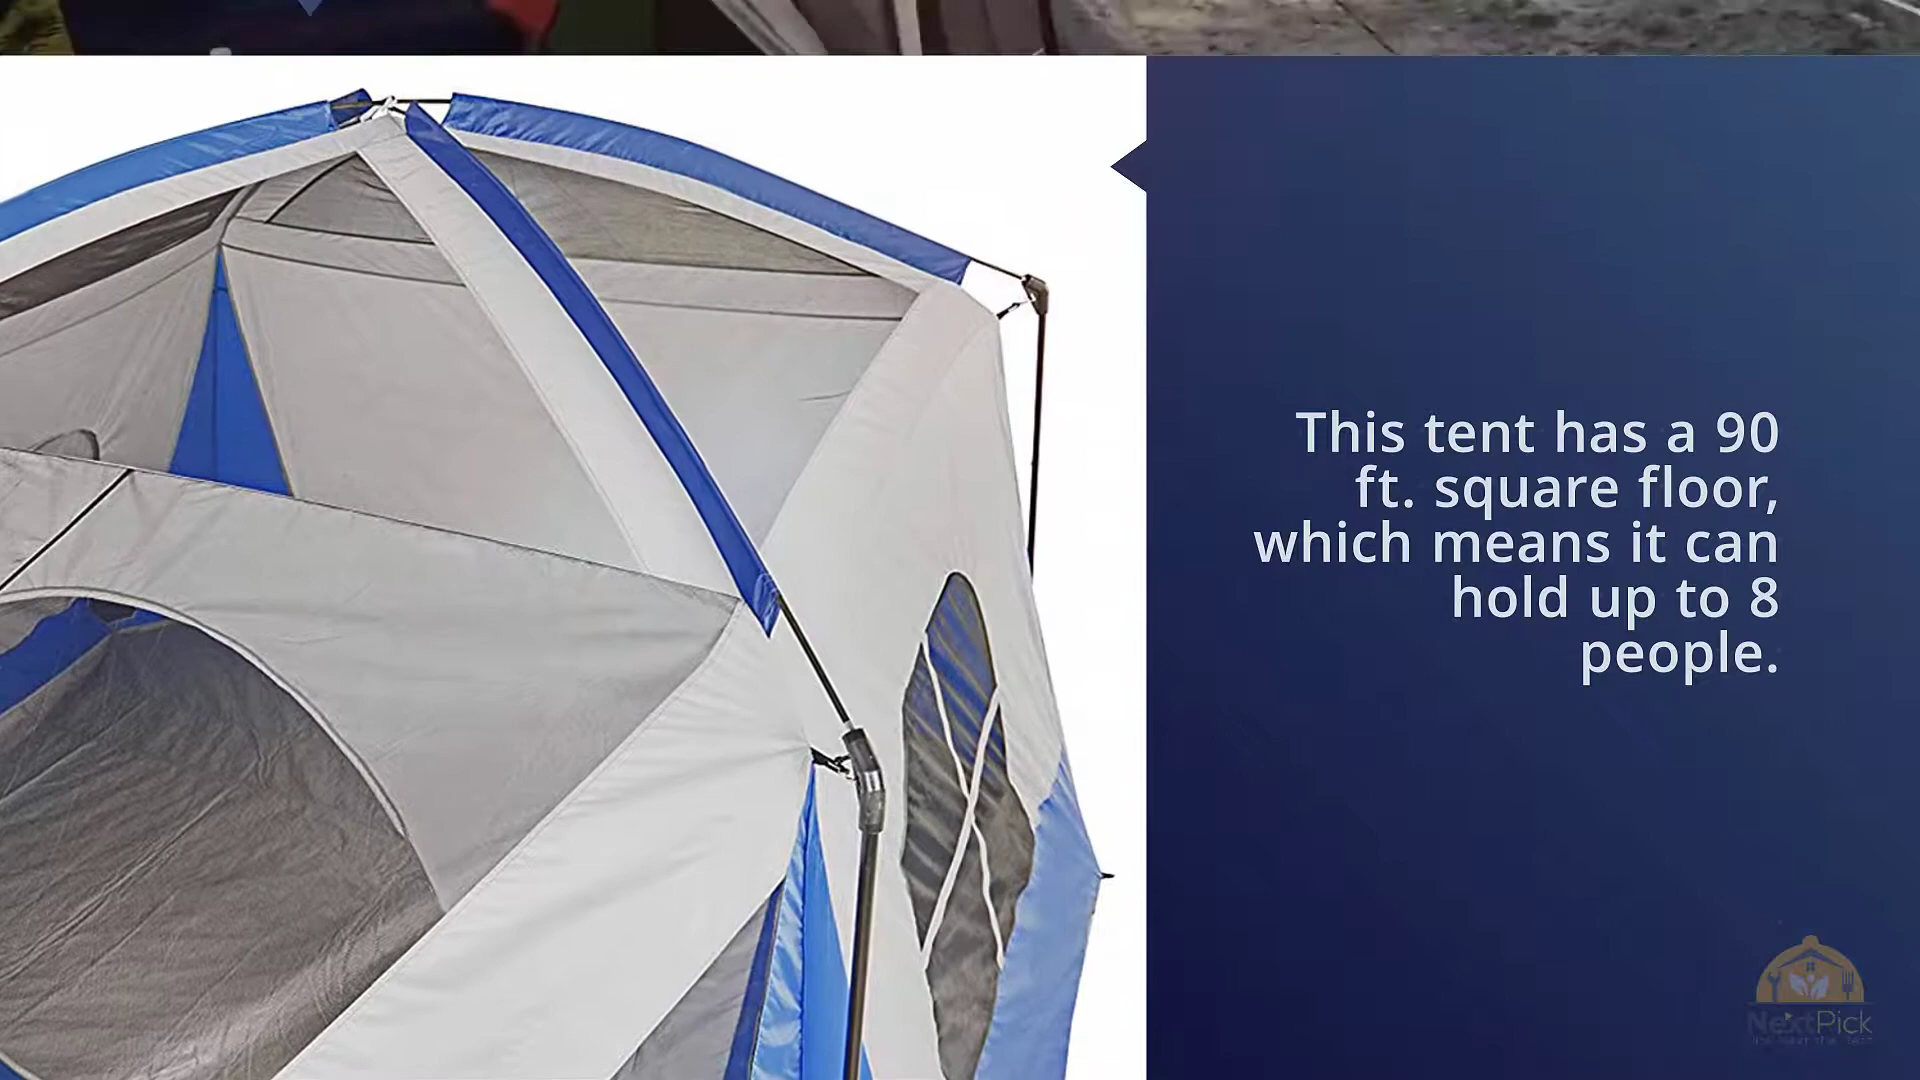 This tent has a 90
ft. square floor,
which means it can
hold up to 8
people.
NextPick